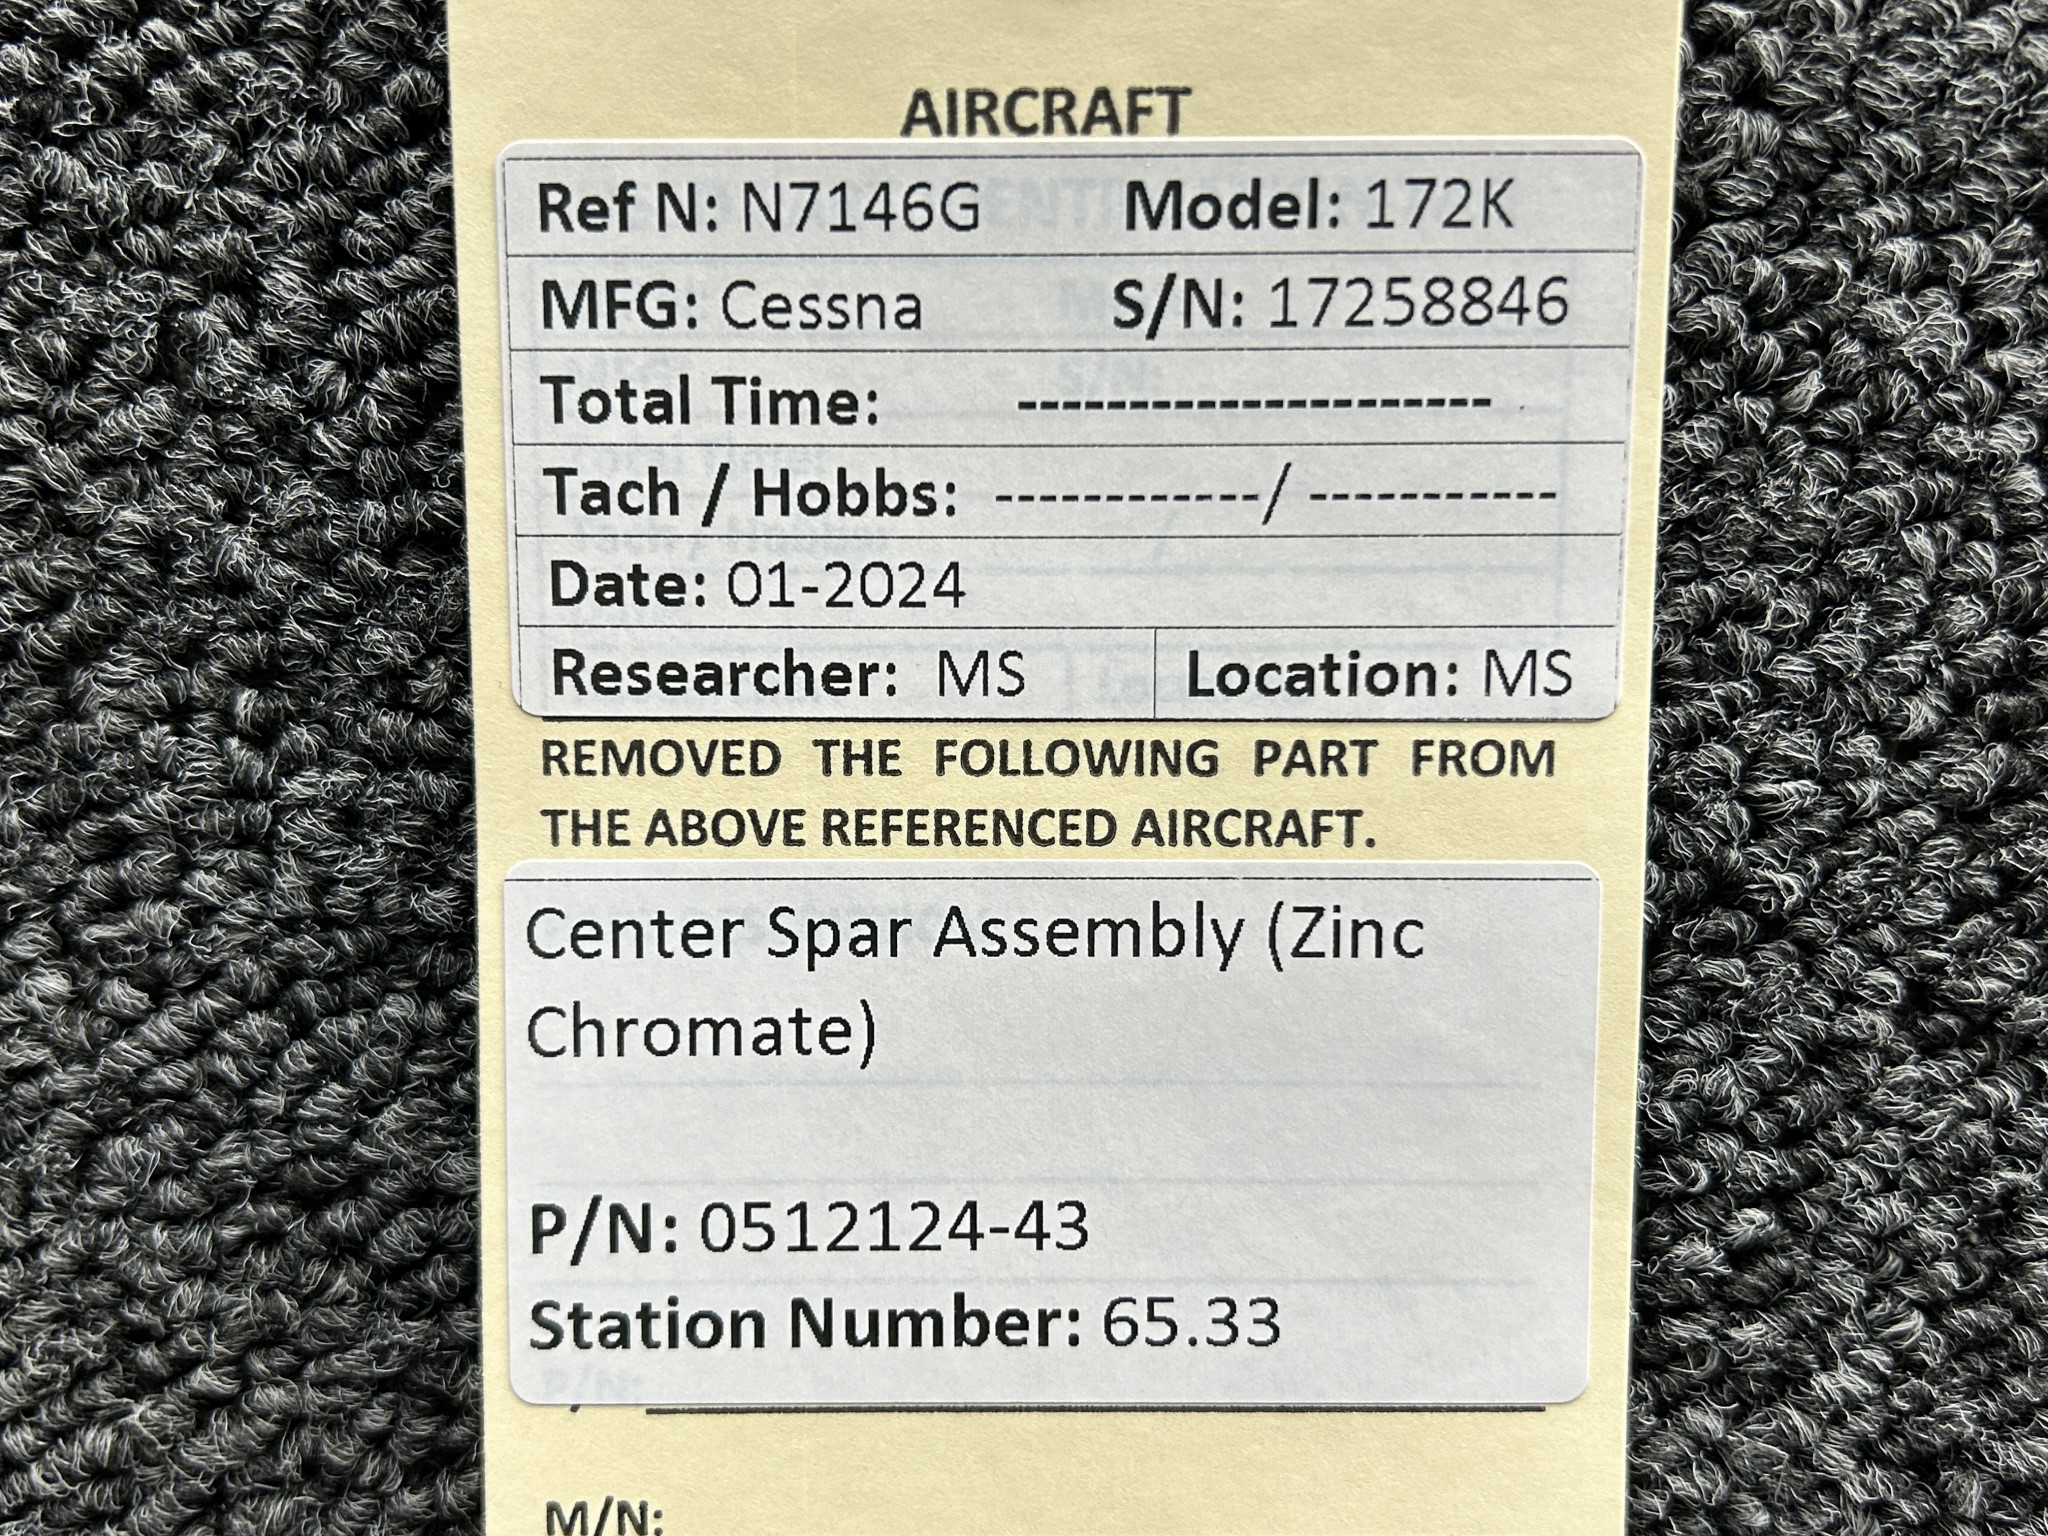 AIRCRAFT
Ref N: N7146G Model: 172K
MFG: Cessna S/N: 17258846
Total Time: ---------------------
Tach / Hobbs: ------------/ -----------
Date: 01-2024
Researcher: MS Location: MS
REMOVED THE FOLLOWING PART FROM
THE ABOVE REFERENCED AIRCRAFT.
Center Spar Assembly (Zinc
Chromate)
P/N: 0512124-43
Station Number: 65.33
P/N:
M/N: